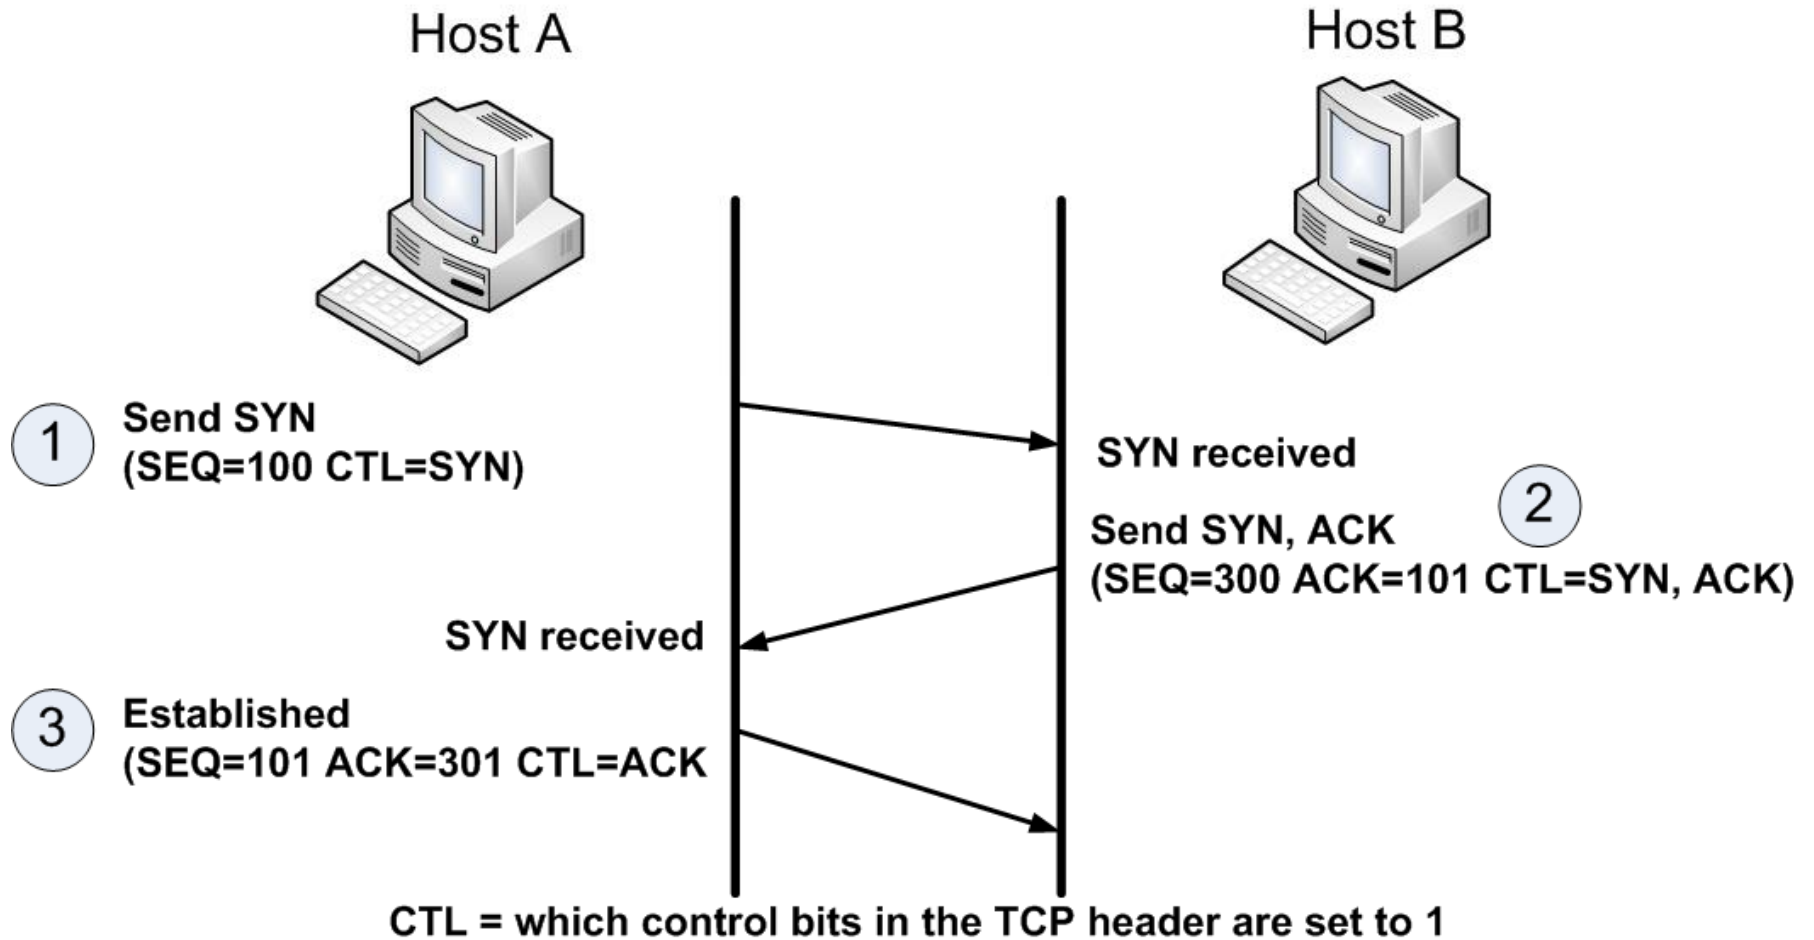 Host A
Host B
1
Send SYN
(SEQ=100 CTL=SYN)
SYN received
2
Send SYN, ACK
(SEQ=300 ACK=101 CTL=SYN, ACK)
SYN received
3
Established
(SEQ=101 ACK=301 CTL=ACK
CTL = which control bits in the TCP header are set to 1